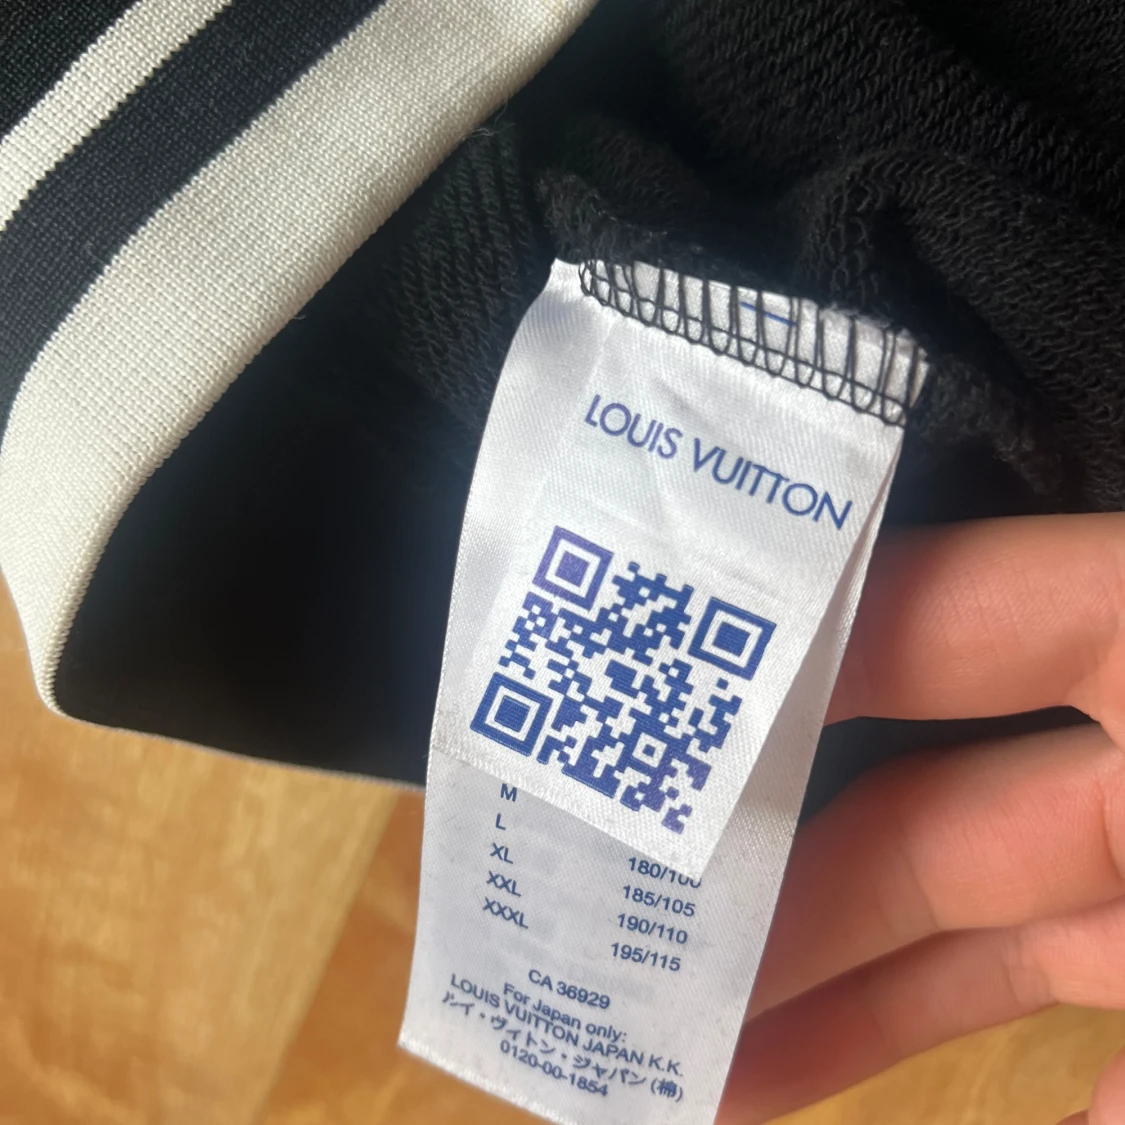 LOUIS VUITTON
M
L
XL 180/100
XXL 185/105
XXXL 190/110
195/115
CA 36929
For Japan only:
LOUIS VUITTON JAPAN K.K.
ルイ・ヴィトン・ジャパン(株)
0120-00-1854